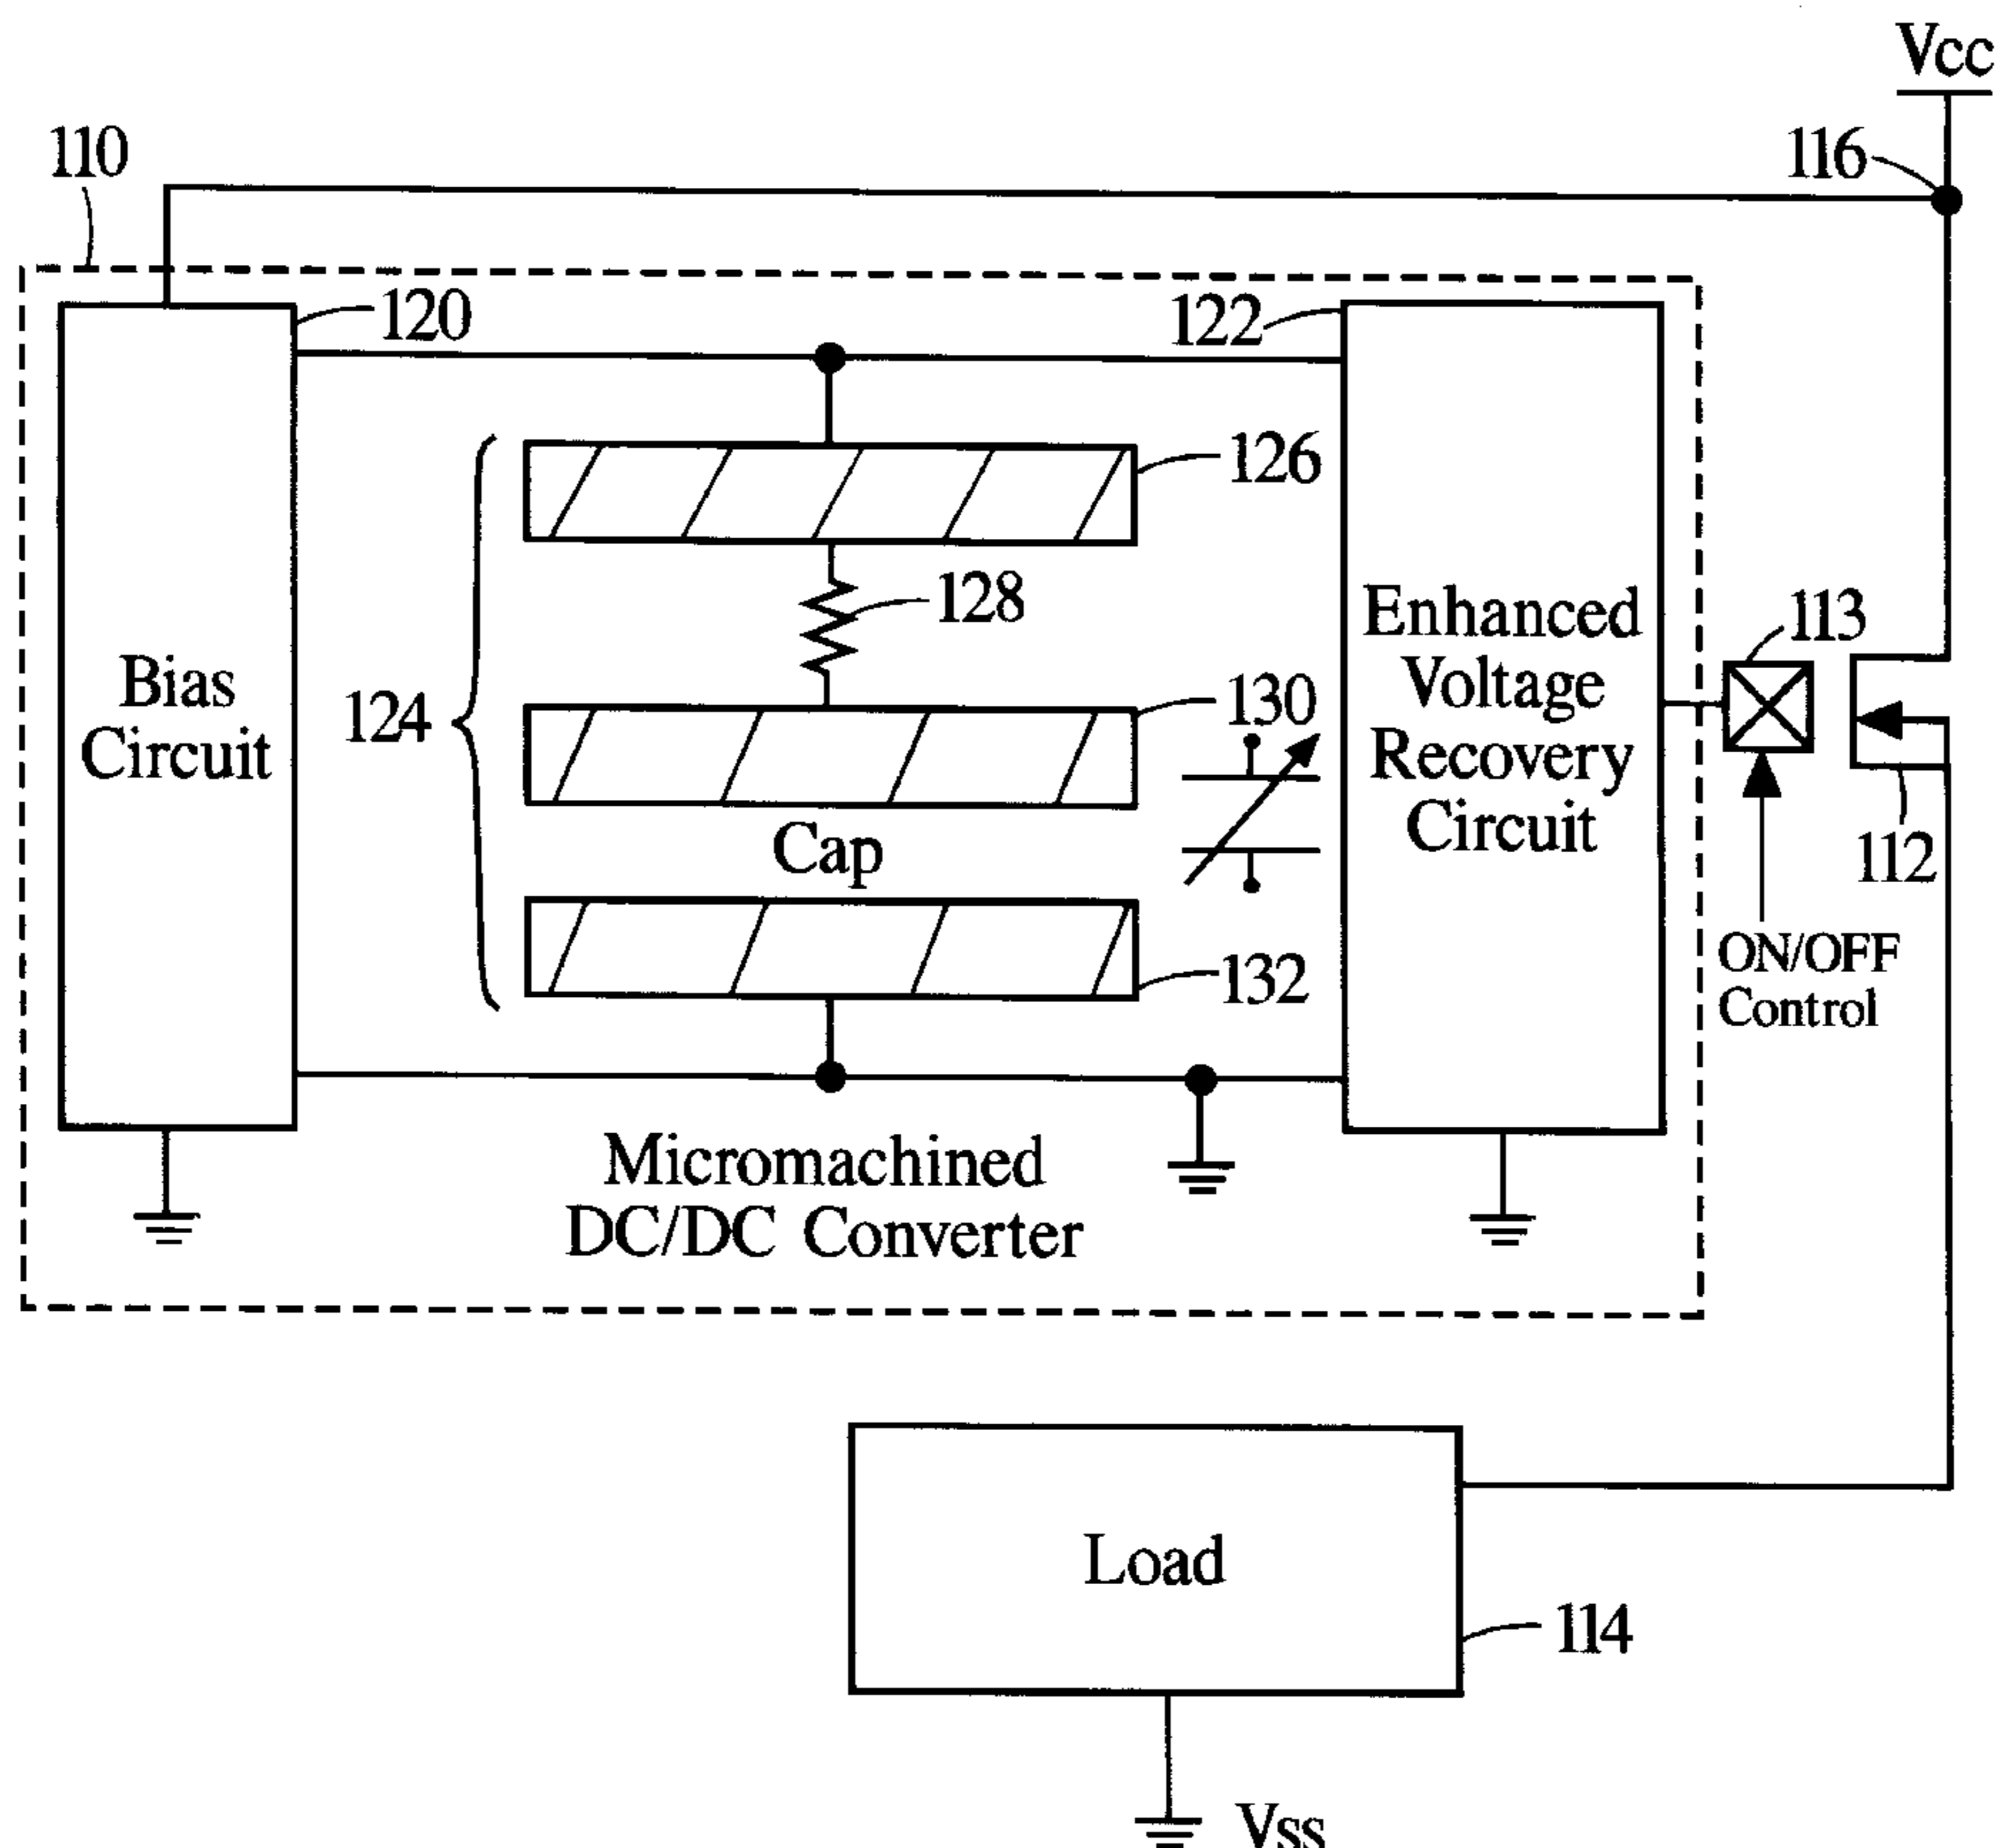 Vcc
110
116
120
122
126
128
Enhanced
Voltage
Recovery
Circuit
113
Bias
Circuit
124
130
Cap
112
132
ON/OFF
Control
Micromachined
DC/DC Converter
Load
114
Vss